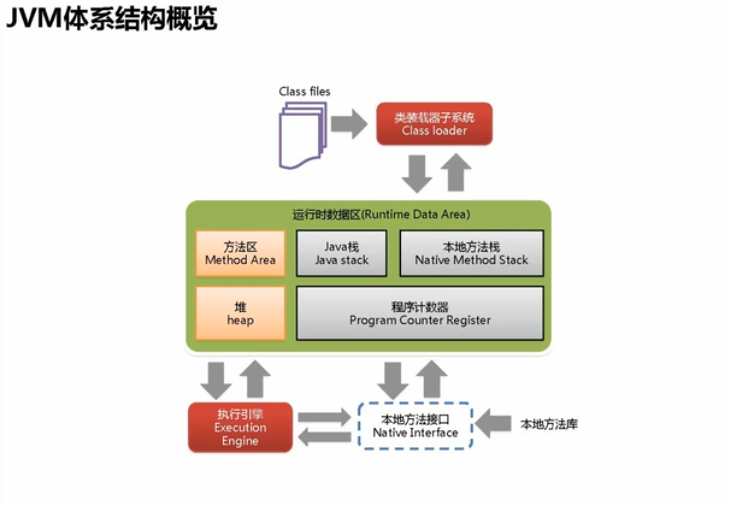 JVM体系结构概览
Class files
类装载器子系统
Class loader
运行时数据区(Runtime Data Area)
方法区
Method Area
Java栈
Java stack
本地方法栈
Native Method Stack
堆
heap
程序计数器
Program Counter Register
执行引擎
Execution
Engine
本地方法接口
Native Interface
本地方法库